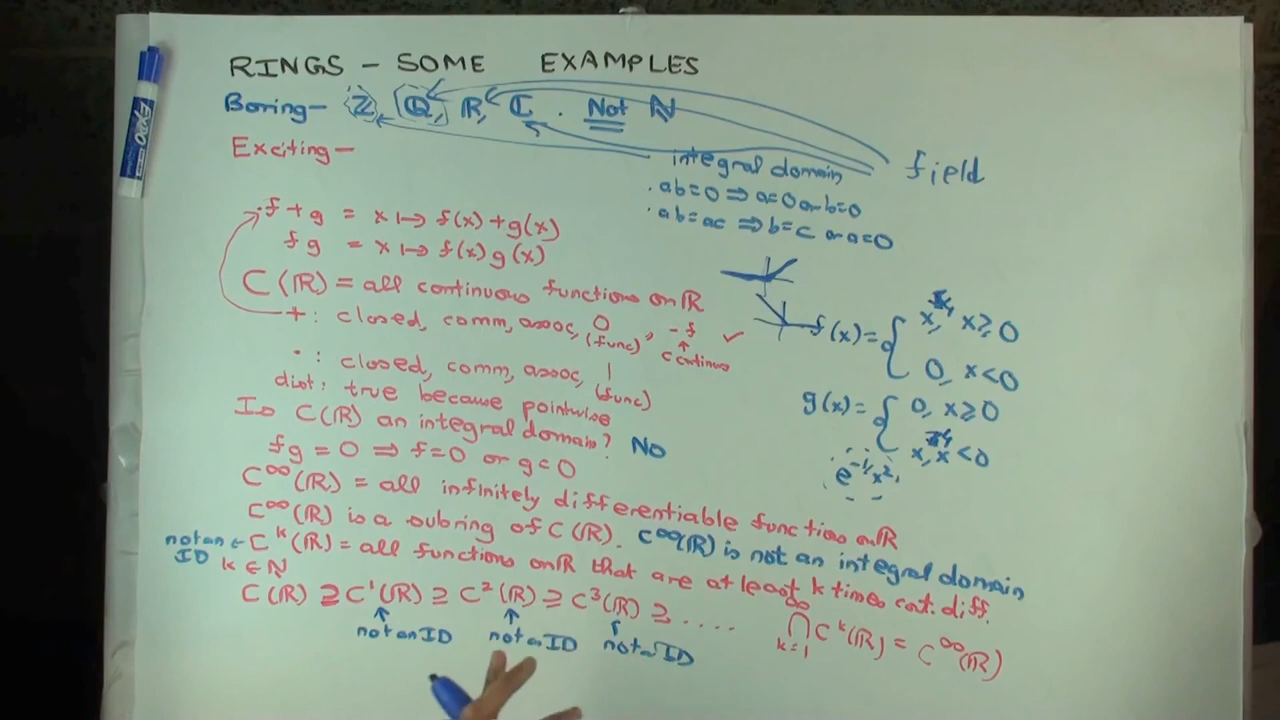 RINGS - SOME EXAMPLES
Boring- ℤ, ℚ, ℝ, ℂ. Not ℕ
Exciting-
integral domain
field
. ab=0 ⇒ a=0 or b=0
. ab=ac ⇒ b=c or a=0
. f+g = x ↦ f(x)+g(x)
fg = x ↦ f(x)g(x)
C(ℝ) = all continuous functions on ℝ
+: closed, comm, assoc, 0 (func), -f ✓
continuous
·: closed, comm, assoc, 1 (func)
dist: true because pointwise
Is C(ℝ) an integral domain? No
fg=0 ⇒ f=0 or g=0
f(x)= { x,⁴ x≥0
0, x<0
g(x)= { 0, x≥0
x,⁴ x<0
e^-1/x²
C^∞(ℝ) = all infinitely differentiable functions on ℝ
C^∞(ℝ) is a subring of C(ℝ). C^∞(ℝ) is not an integral domain
not an ID ← C^k(ℝ) = all functions on ℝ that are at least k times cot. diff.
k ∈ ℕ
C(ℝ) ⊇ C¹(ℝ) ⊇ C²(ℝ) ⊇ C³(ℝ) ⊇ ....
∞
∩ C^k(ℝ) = C^∞(ℝ)
k=1
not an ID
not an ID
not an ID
EXPO